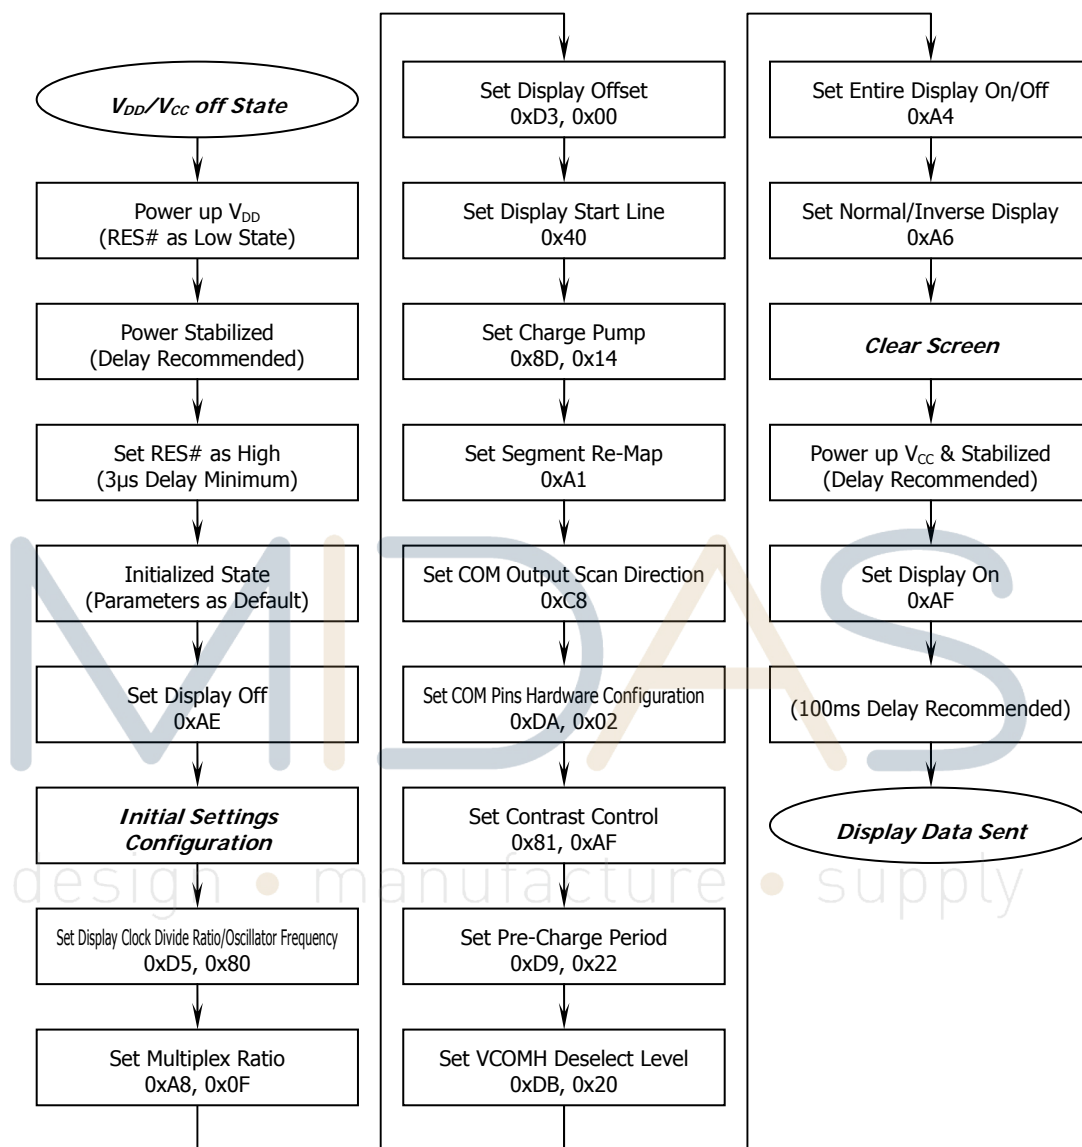 V_DD/V_CC off State
Power up V_DD
(RES# as Low State)
Power Stabilized
(Delay Recommended)
Set RES# as High
(3µs Delay Minimum)
Initialized State
(Parameters as Default)
Set Display Off
0xAE
Initial Settings
Configuration
Set Display Clock Divide Ratio/Oscillator Frequency
0xD5, 0x80
Set Multiplex Ratio
0xA8, 0x0F
Set Display Offset
0xD3, 0x00
Set Display Start Line
0x40
Set Charge Pump
0x8D, 0x14
Set Segment Re-Map
0xA1
Set COM Output Scan Direction
0xC8
Set COM Pins Hardware Configuration
0xDA, 0x02
Set Contrast Control
0x81, 0xAF
Set Pre-Charge Period
0xD9, 0x22
Set VCOMH Deselect Level
0xDB, 0x20
Set Entire Display On/Off
0xA4
Set Normal/Inverse Display
0xA6
Clear Screen
Power up V_CC & Stabilized
(Delay Recommended)
Set Display On
0xAF
(100ms Delay Recommended)
Display Data Sent
MIDAS
design • manufacture • supply